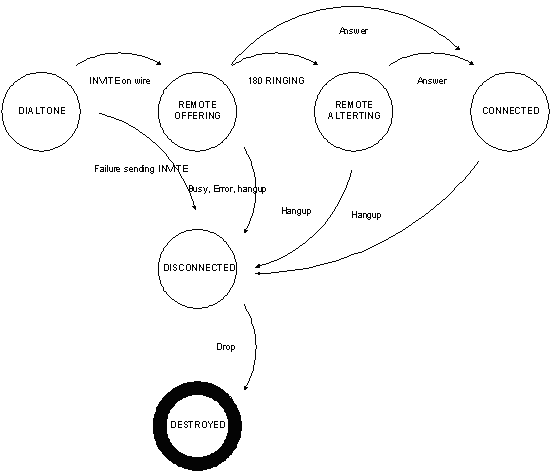 Answer
INVITE on wire
180 RINGING
Answer
DIALTONE
REMOTE
OFFERING
REMOTE
ALTERTING
CONNECTED
Failure sending INVITE
Busy, Error, hangup
Hangup
Hangup
DISCONNECTED
Drop
DESTROYED